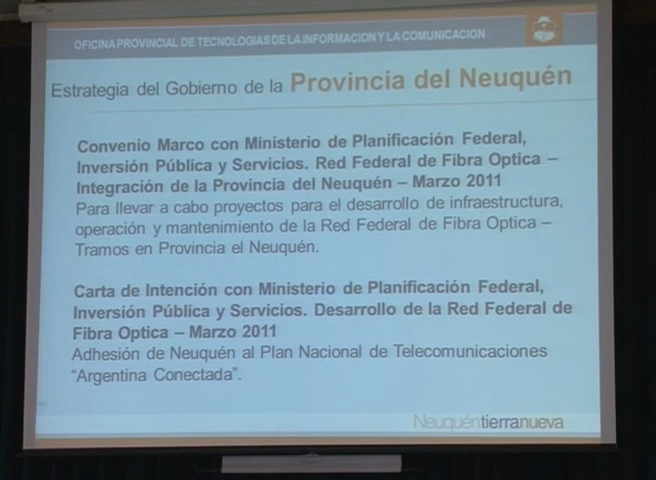 OFICINA PROVINCIAL DE TECNOLOGIAS DE LA INFORMACION Y LA COMUNICACION
Estrategia del Gobierno de la Provincia del Neuquén
Convenio Marco con Ministerio de Planificación Federal,
Inversión Pública y Servicios. Red Federal de Fibra Optica –
Integración de la Provincia del Neuquén – Marzo 2011
Para llevar a cabo proyectos para el desarrollo de infraestructura,
operación y mantenimiento de la Red Federal de Fibra Optica –
Tramos en Provincia el Neuquén.
Carta de Intención con Ministerio de Planificación Federal,
Inversión Pública y Servicios. Desarrollo de la Red Federal de
Fibra Optica – Marzo 2011
Adhesión de Neuquén al Plan Nacional de Telecomunicaciones
“Argentina Conectada”.
Neuquéntierranueva